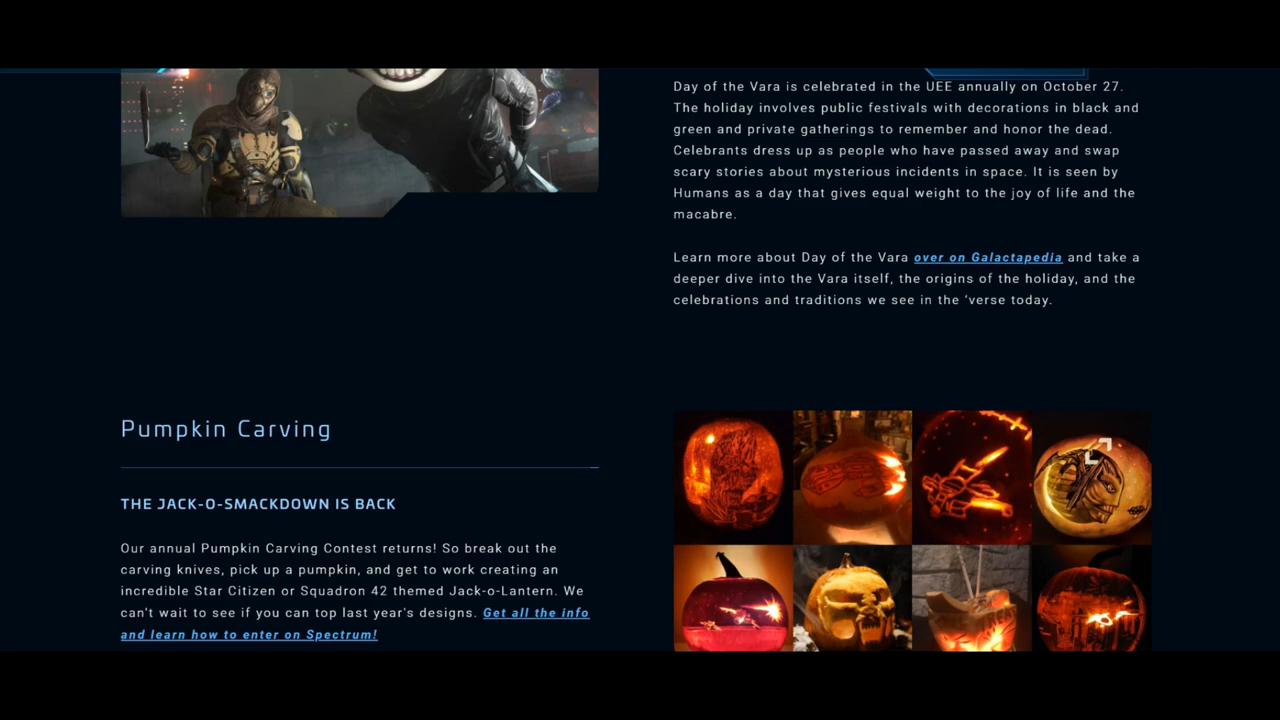 Day of the Vara is celebrated in the UEE annually on October 27.
The holiday involves public festivals with decorations in black and
green and private gatherings to remember and honor the dead.
Celebrants dress up as people who have passed away and swap
scary stories about mysterious incidents in space. It is seen by
Humans as a day that gives equal weight to the joy of life and the
macabre.
Learn more about Day of the Vara over on Galactapedia and take a
deeper dive into the Vara itself, the origins of the holiday, and the
celebrations and traditions we see in the 'verse today.
Pumpkin Carving
THE JACK-O-SMACKDOWN IS BACK
Our annual Pumpkin Carving Contest returns! So break out the
carving knives, pick up a pumpkin, and get to work creating an
incredible Star Citizen or Squadron 42 themed Jack-o-Lantern. We
can't wait to see if you can top last year's designs. Get all the info
and learn how to enter on Spectrum!